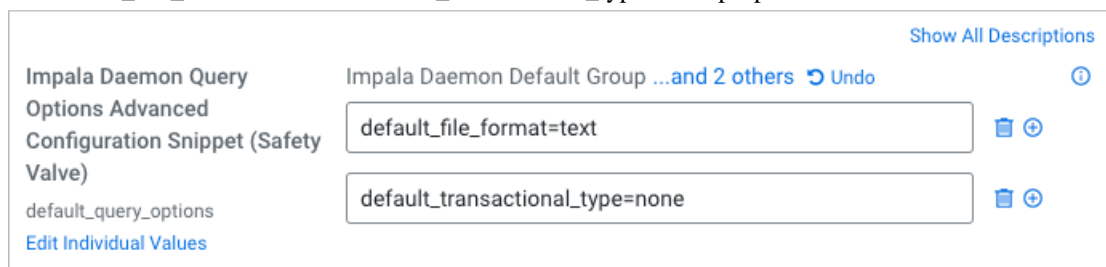 Show All Descriptions
Impala Daemon Query
Options Advanced
Configuration Snippet (Safety
Valve)
default_query_options
Edit Individual Values
Impala Daemon Default Group ...and 2 others Undo
default_file_format=text
default_transactional_type=none